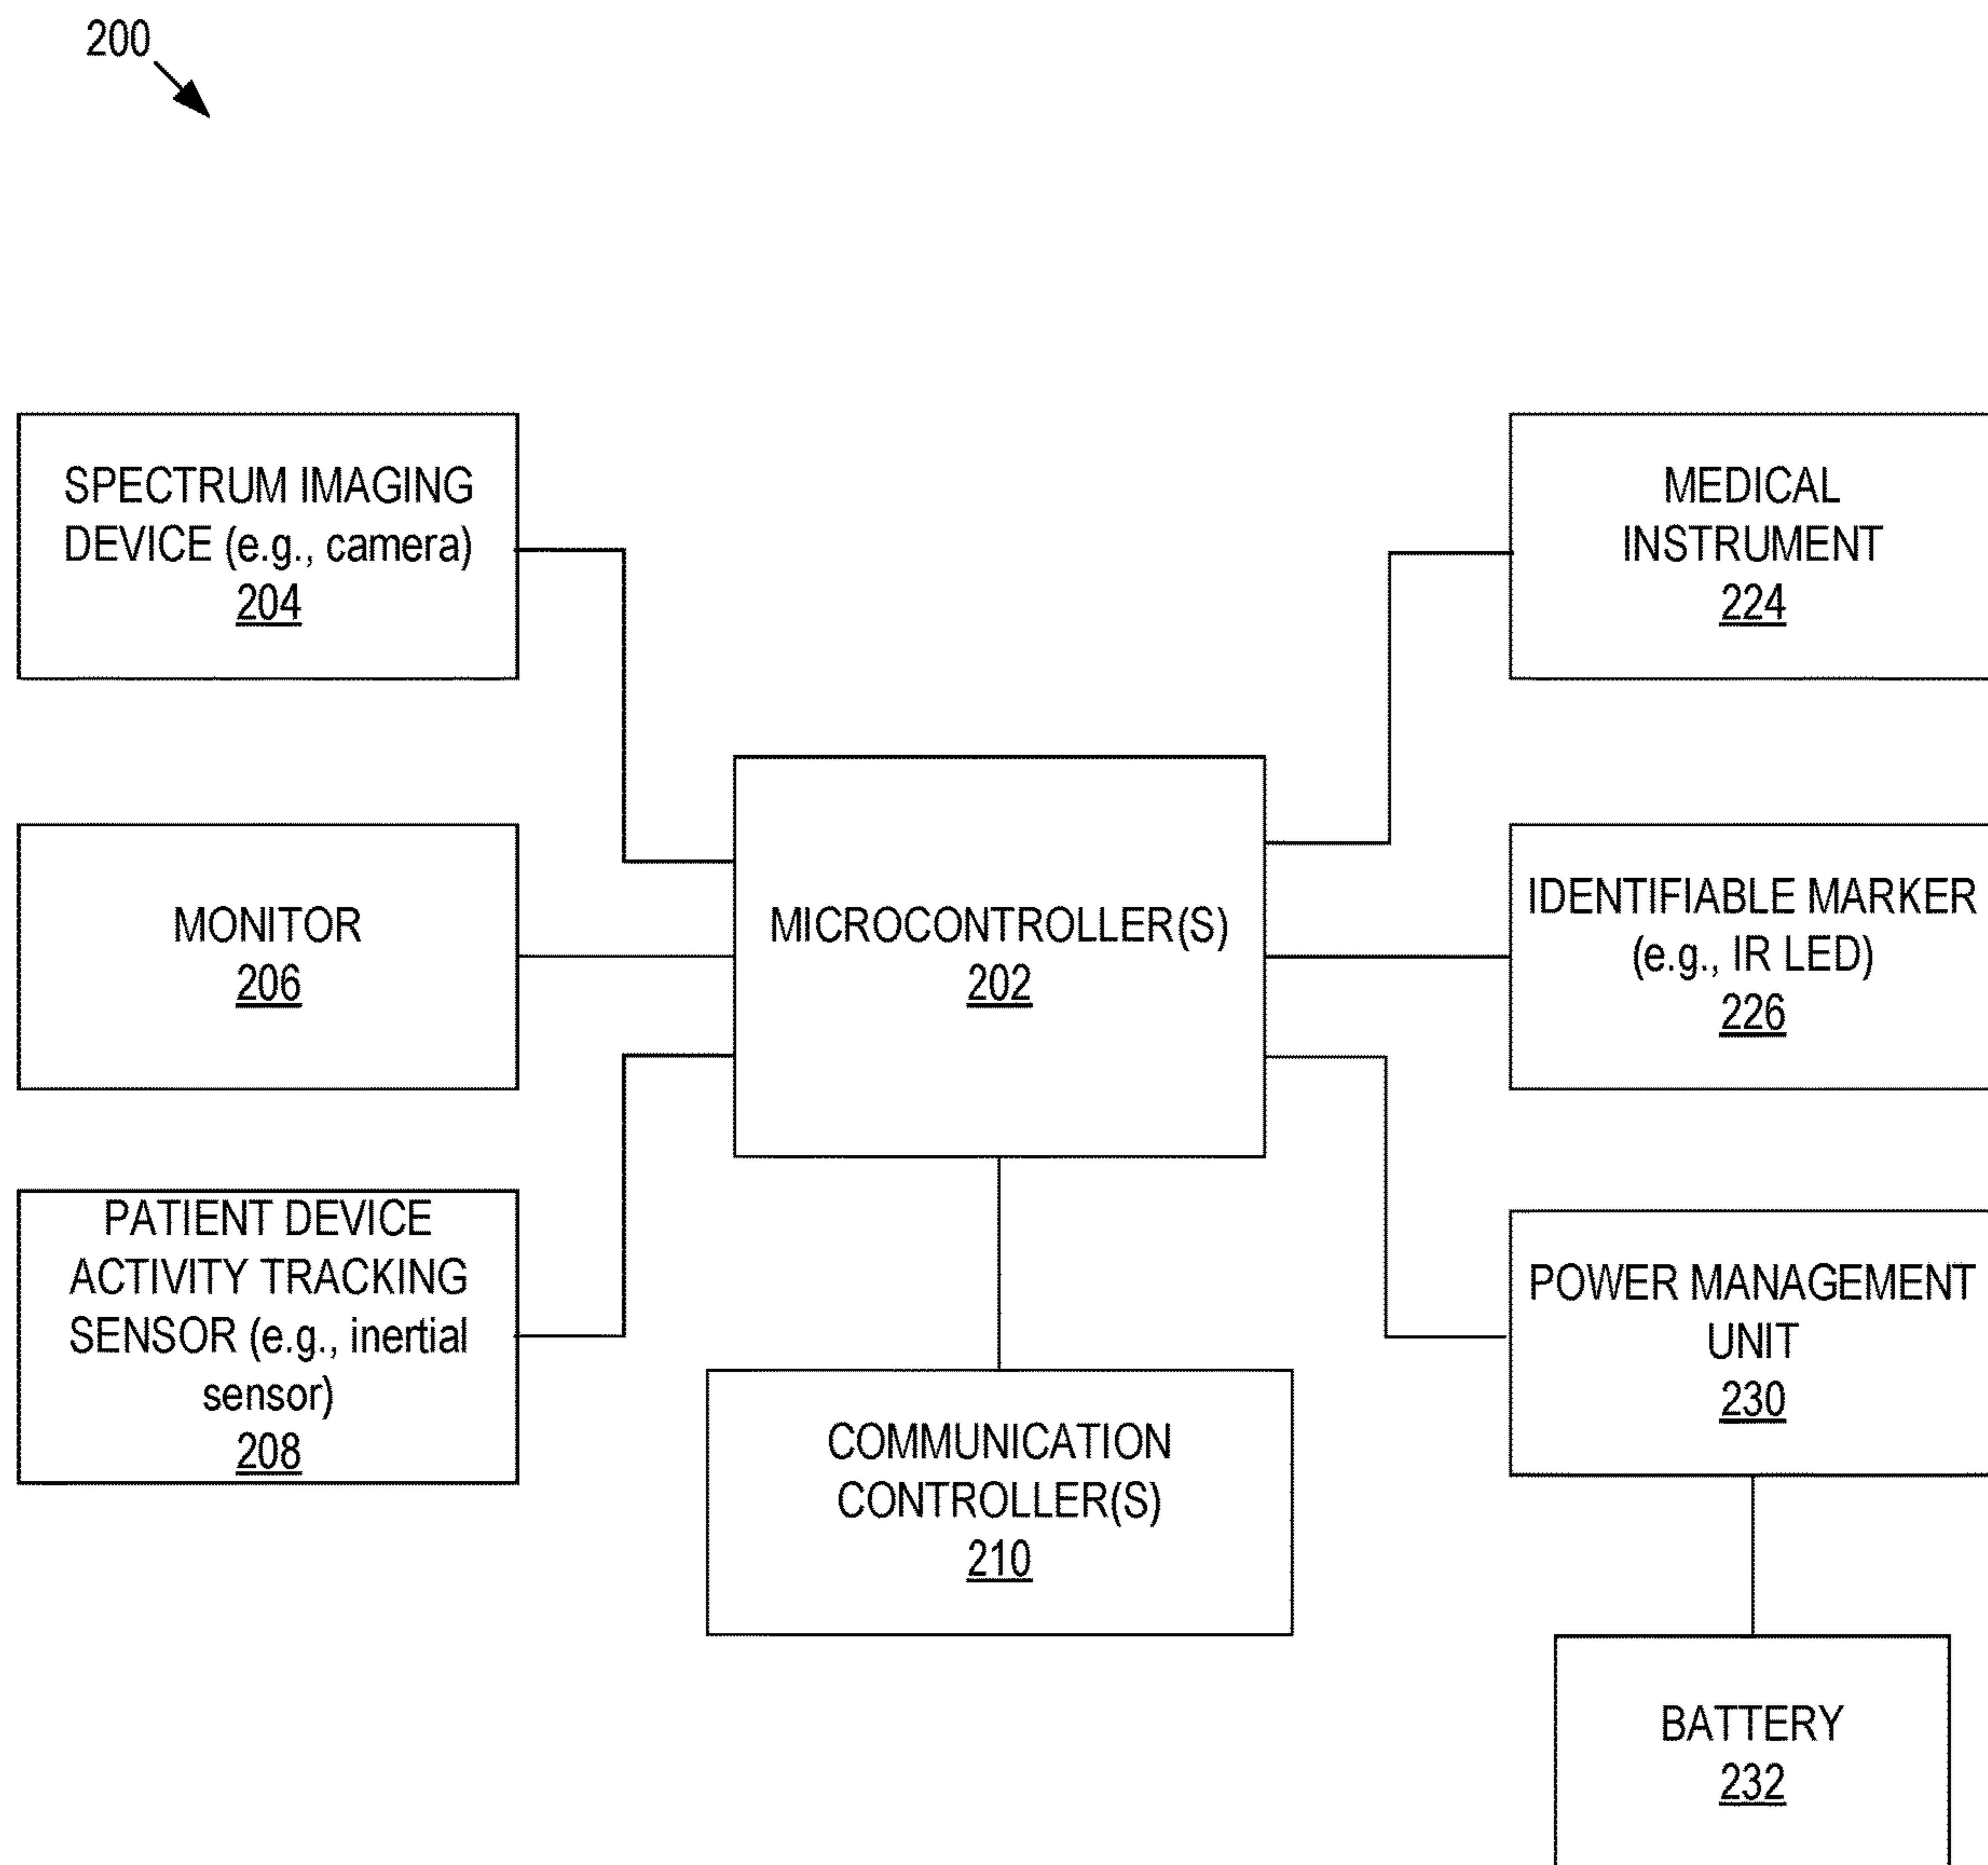 200
SPECTRUM IMAGING
DEVICE (e.g., camera)
204
MEDICAL
INSTRUMENT
224
MONITOR
206
MICROCONTROLLER(S)
202
IDENTIFIABLE MARKER
(e.g., IR LED)
226
PATIENT DEVICE
ACTIVITY TRACKING
SENSOR (e.g., inertial
sensor)
208
COMMUNICATION
CONTROLLER(S)
210
POWER MANAGEMENT
UNIT
230
BATTERY
232